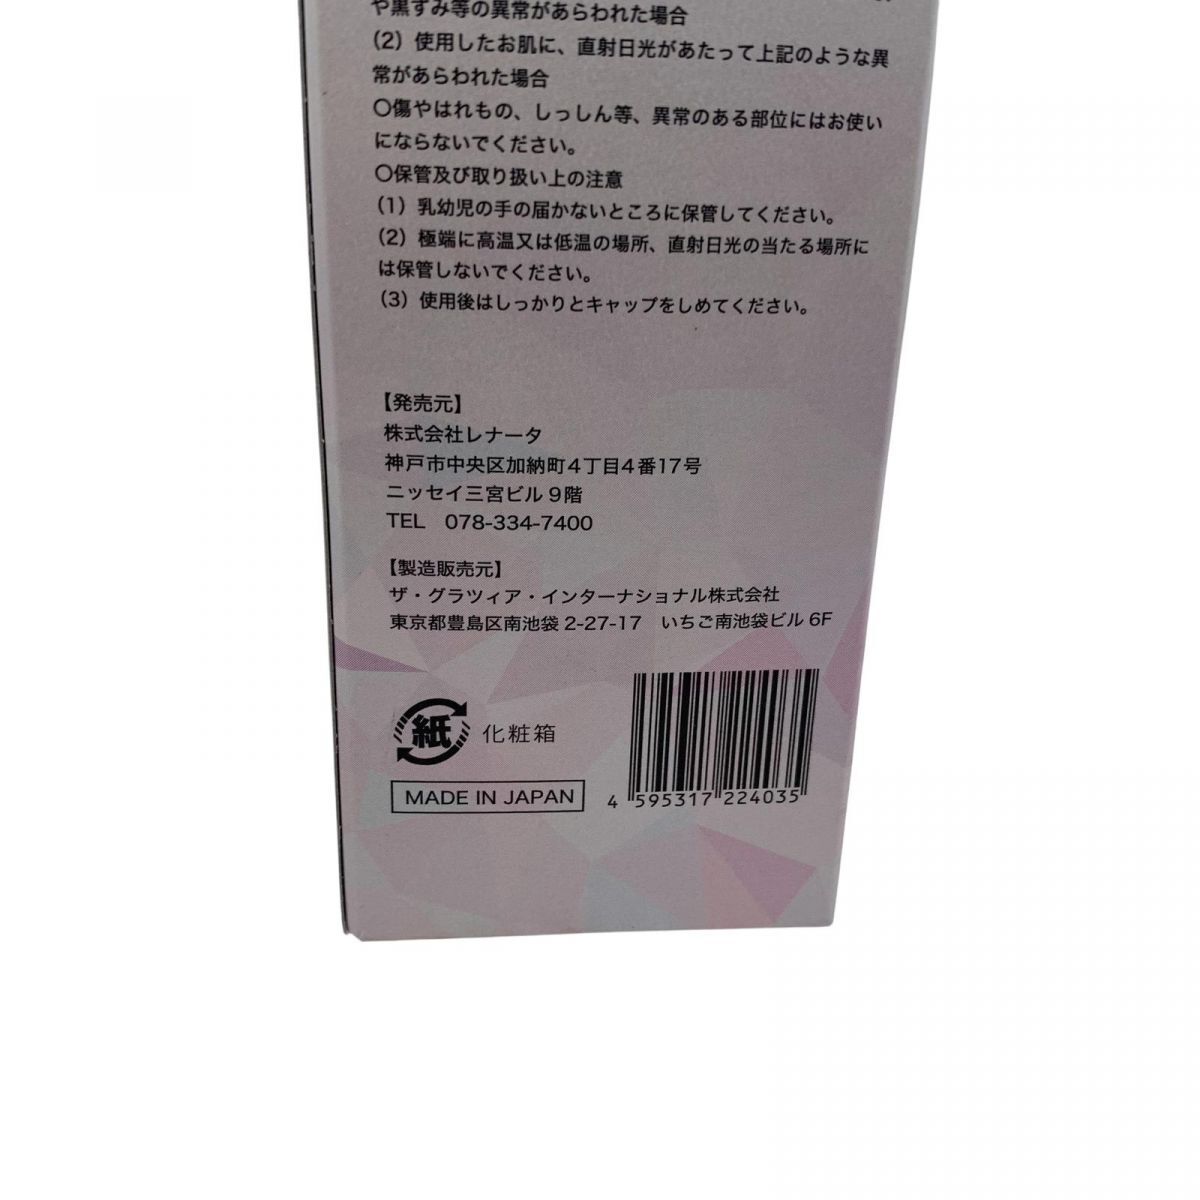 や黒ずみ等の異常があらわれた場合
（2）使用したお肌に、直射日光があたって上記のような異
常があらわれた場合
○傷やはれもの、しっしん等、異常のある部位にはお使い
にならないでください。
○保管及び取り扱い上の注意
（1）乳幼児の手の届かないところに保管してください。
（2）極端に高温又は低温の場所、直射日光の当たる場所に
は保管しないでください。
（3）使用後はしっかりとキャップをしめてください。
【発売元】
株式会社レナータ
神戸市中央区加納町4丁目4番17号
ニッセイ三宮ビル9階
TEL 078-334-7400
【製造販売元】
ザ・グラツィア・インターナショナル株式会社
東京都豊島区南池袋2-27-17 いちご南池袋ビル6F
紙 化粧箱
MADE IN JAPAN
4 595317 224035